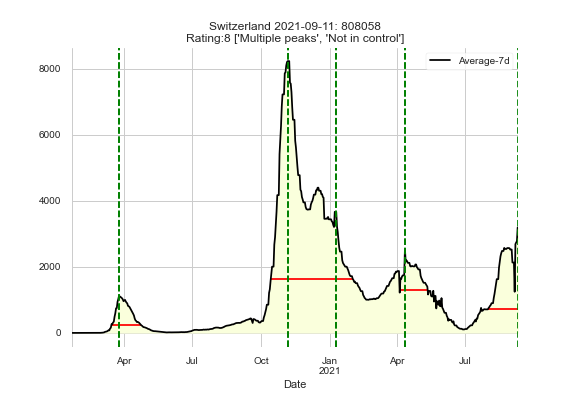 Switzerland 2021-09-11: 808058
Rating:8 ['Multiple peaks', 'Not in control']
Average-7d
8000
6000
4000
2000
0
Apr
Jul
Oct
Jan
2021
Apr
Jul
Date